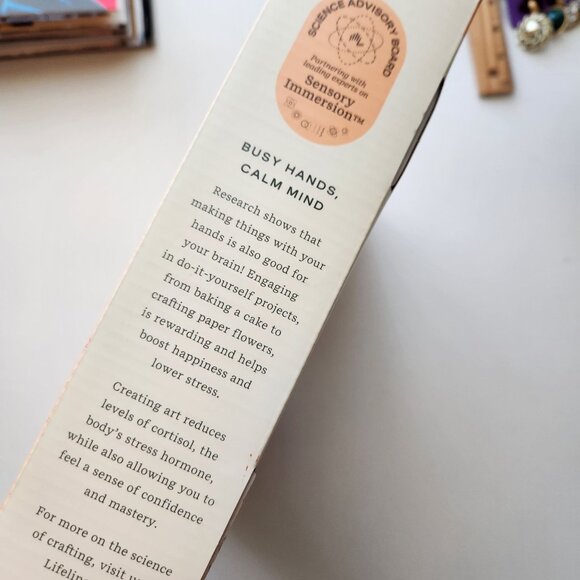 SCIENCE ADVISORY BOARD
Partnering with
leading experts on
Sensory
Immersion™
BUSY HANDS,
CALM MIND
Research shows that
making things with your
hands is also good for
your brain! Engaging
in do-it-yourself projects,
from baking a cake to
crafting paper flowers,
is rewarding and helps
boost happiness and
lower stress.
Creating art reduces
levels of cortisol, the
body's stress hormone,
while also allowing you to
feel a sense of confidence
and mastery.
For more on the science
of crafting, visit